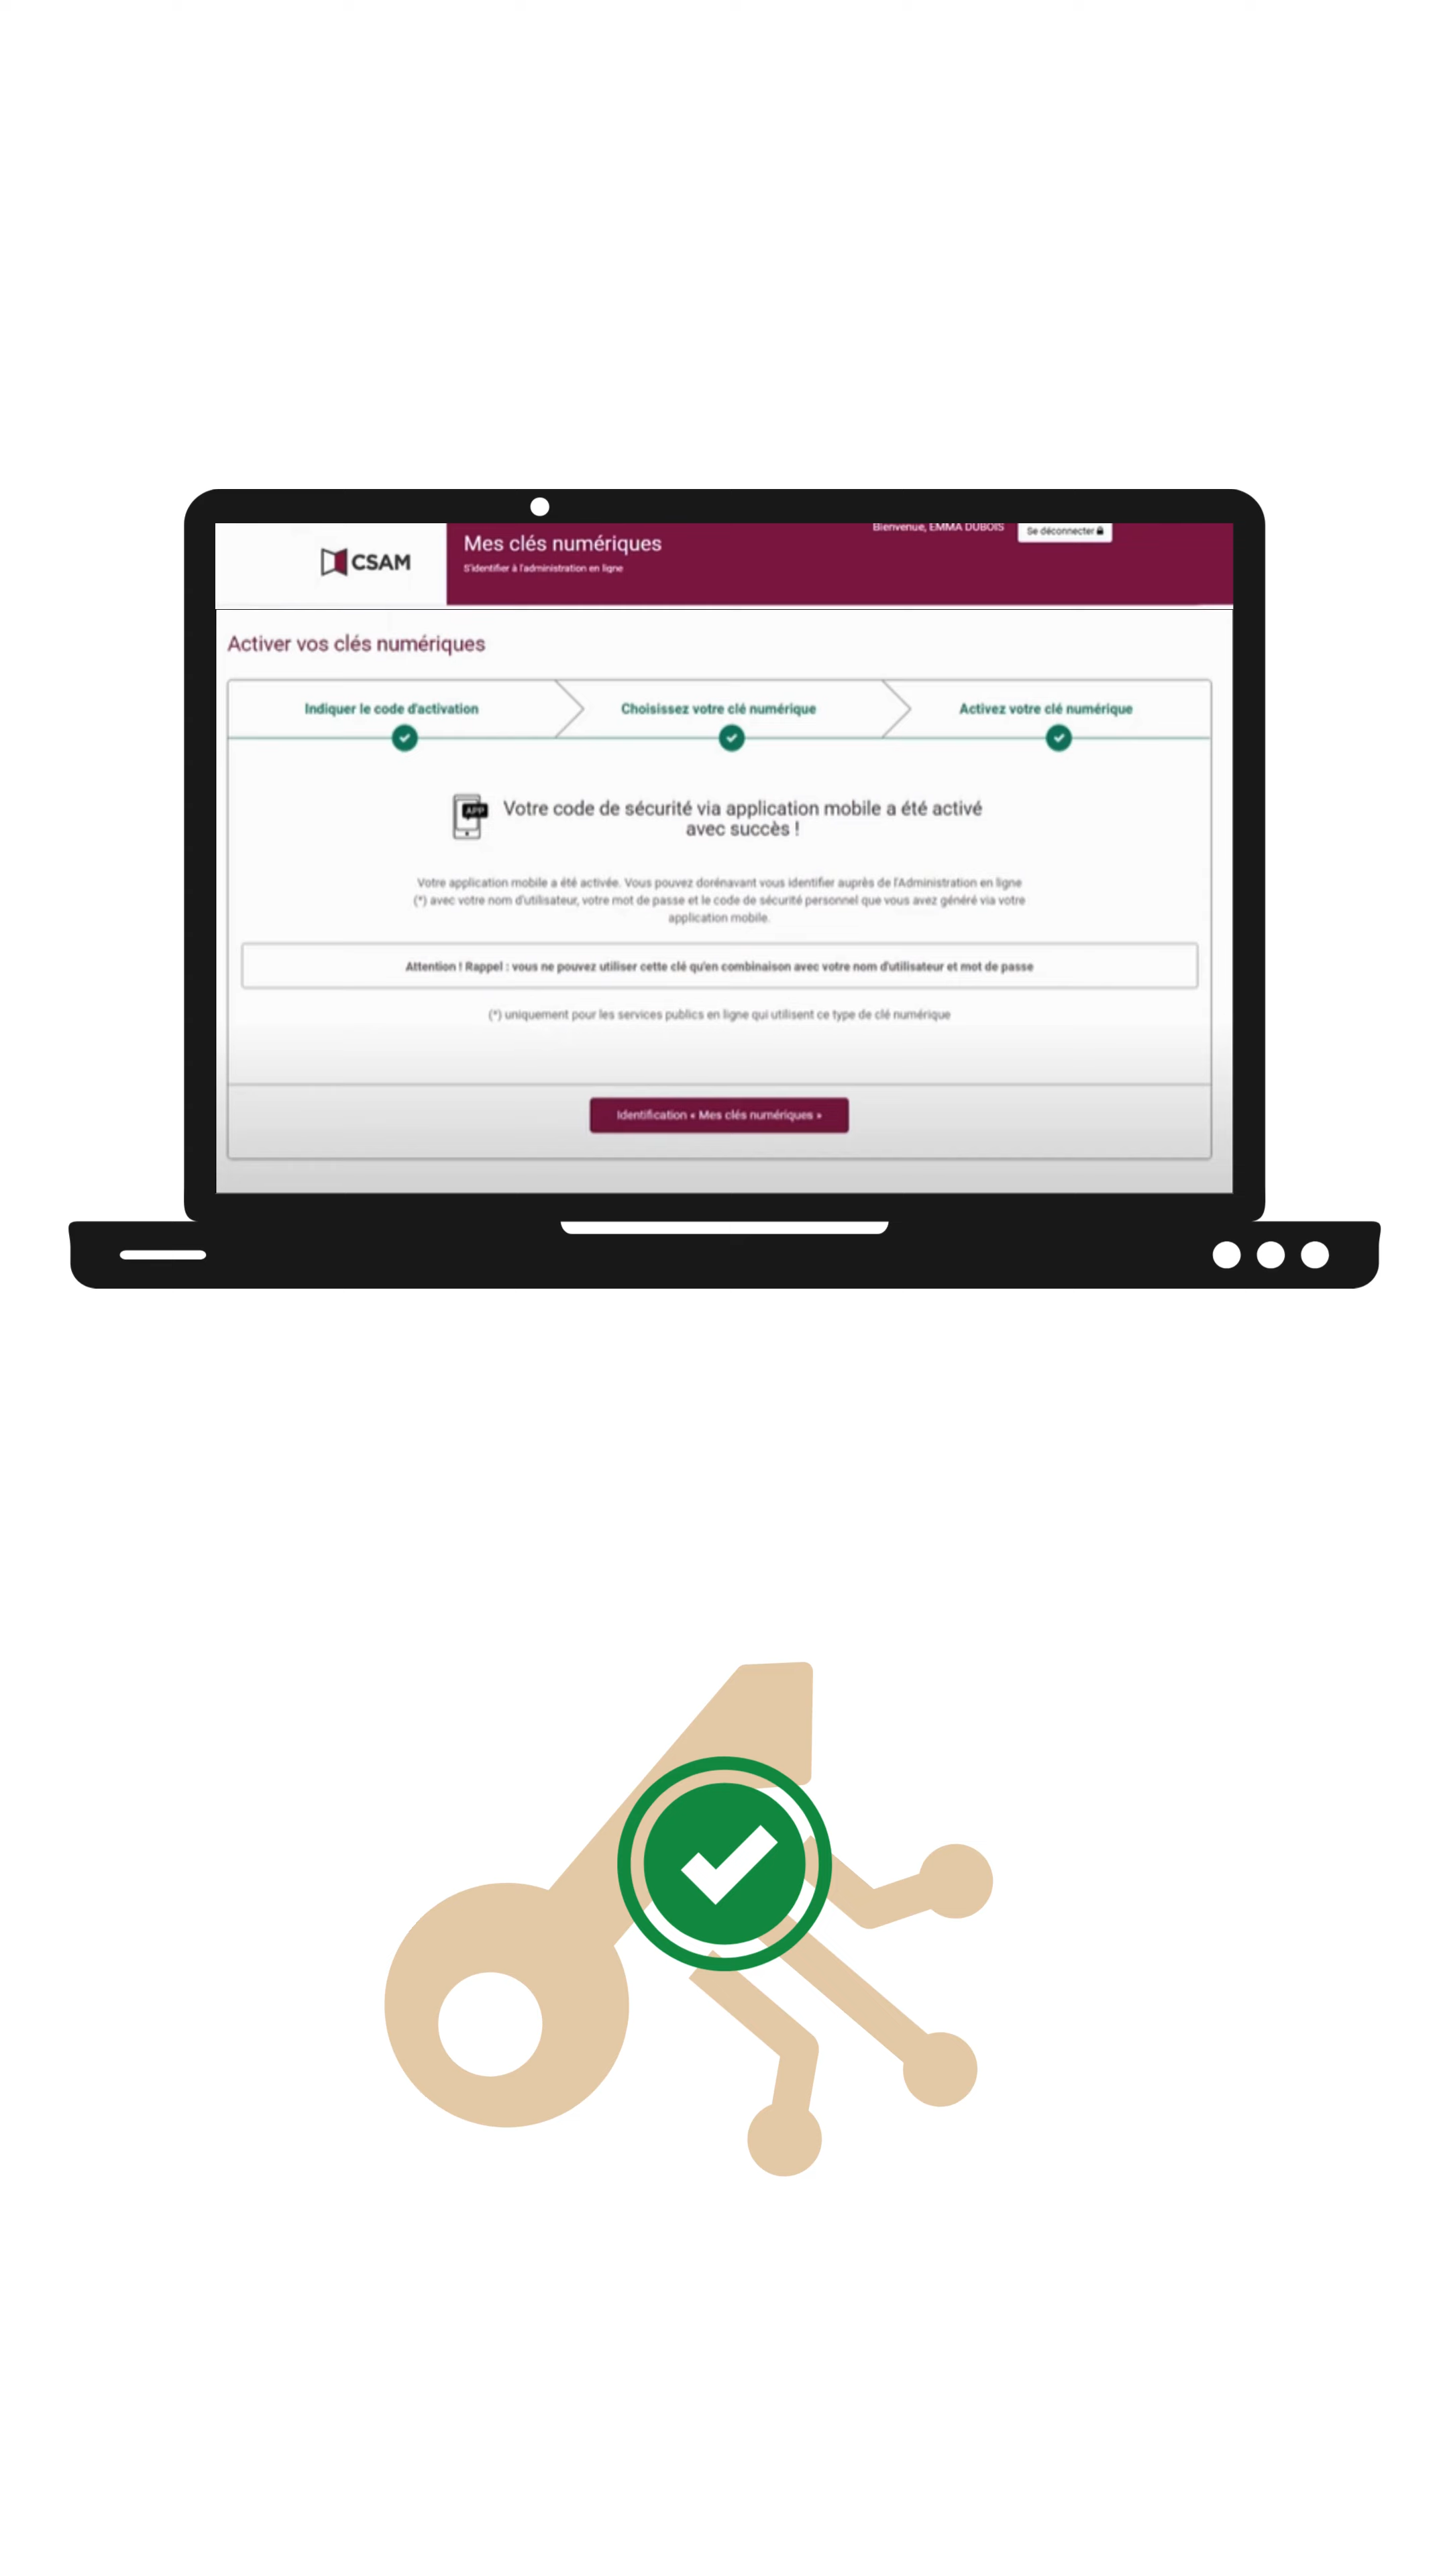 CSAM
Mes clés numériques
S'identifier à l'administration en ligne
Bienvenue, EMMA DUBOIS
Se déconnecter
Activer vos clés numériques
Indiquer le code d'activation
Choisissez votre clé numérique
Activez votre clé numérique
APP
Votre code de sécurité via application mobile a été activé
avec succès !
Votre application mobile a été activée. Vous pouvez dorénavant vous identifier auprès de l'Administration en ligne
(*) avec votre nom d'utilisateur, votre mot de passe et le code de sécurité personnel que vous avez généré via votre
application mobile.
Attention ! Rappel : vous ne pouvez utiliser cette clé qu'en combinaison avec votre nom d'utilisateur et mot de passe
(*) uniquement pour les services publics en ligne qui utilisent ce type de clé numérique
Identification « Mes clés numériques »